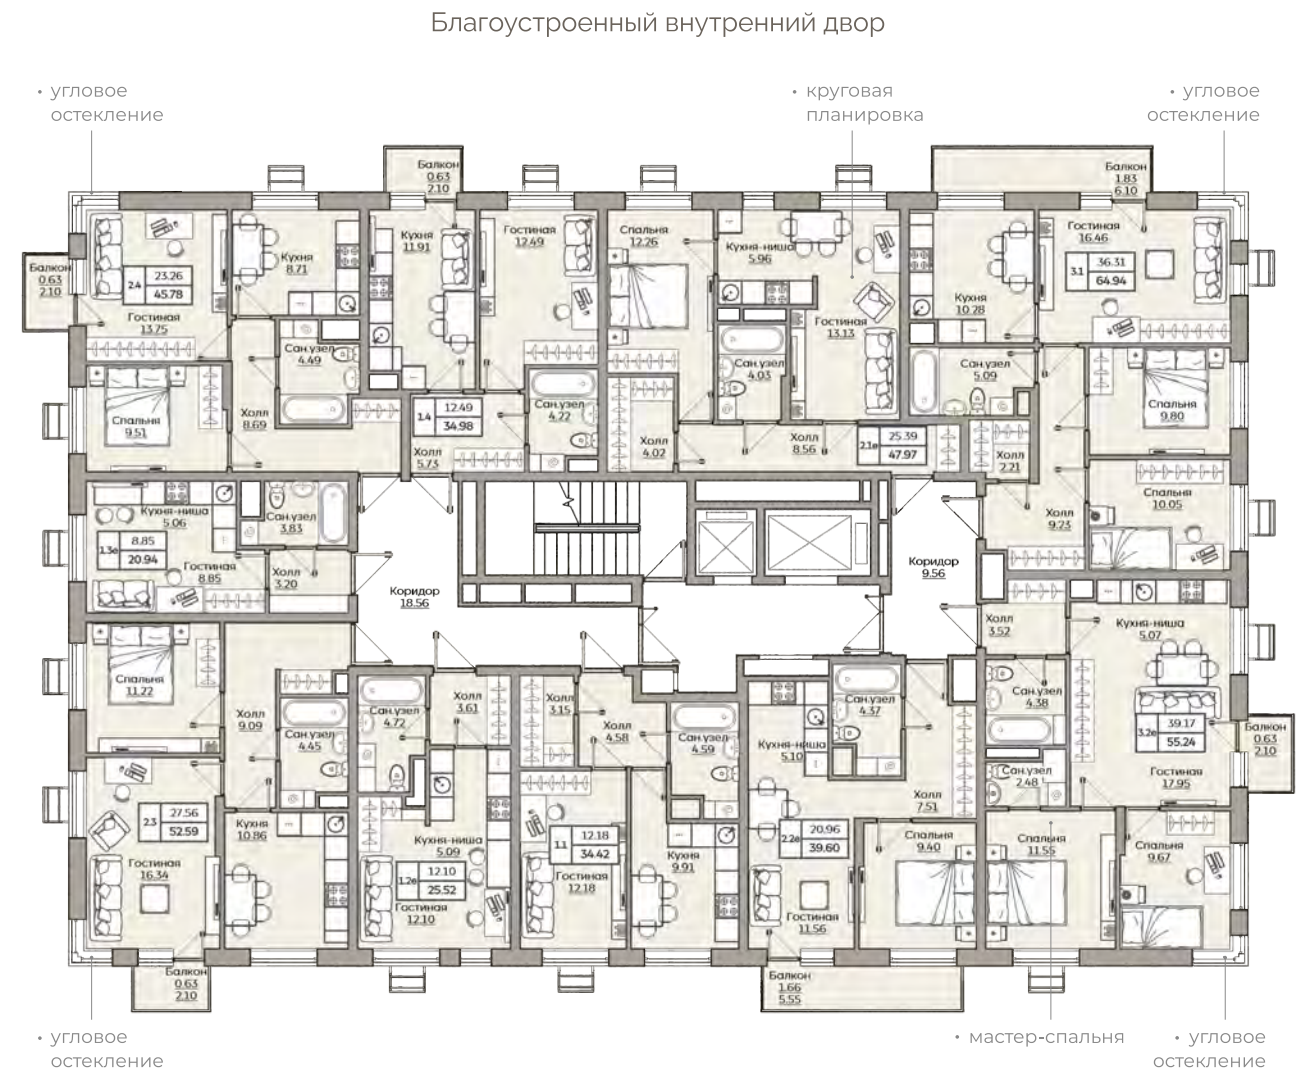 Благоустроенный внутренний двор
• угловое
остекление
• круговая
планировка
• угловое
остекление
Балкон
0.63
2.10
Балкон
1.83
6.10
Балкон
0.63
2.10
2.4
23.26
45.78
Гостиная
13.75
Кухня
8.71
Кухня
11.91
Гостиная
12.49
Спальня
12.26
Кухня-ниша
5.96
Гостиная
13.13
Кухня
10.28
Гостиная
16.46
3.1
36.31
64.94
Сан.узел
4.49
Спальня
9.51
Холл
8.69
1.4
12.49
34.98
Холл
5.73
Сан.узел
4.22
Холл
4.02
Сан.узел
4.03
Холл
8.56
2.1е
25.39
47.97
Сан.узел
5.09
Холл
2.21
Спальня
9.80
Спальня
10.05
Холл
9.23
Кухня-ниша
5.06
1.3е
8.85
20.94
Гостиная
8.85
Сан.узел
3.83
Холл
3.20
Коридор
18.56
Коридор
9.56
Холл
3.52
Кухня-ниша
5.07
Спальня
11.22
Холл
9.09
Сан.узел
4.45
Сан.узел
4.72
Холл
3.61
Холл
3.15
Холл
4.58
Сан.узел
4.59
Кухня-ниша
5.10
Сан.узел
4.37
Холл
7.51
Сан.узел
4.38
Сан.узел
2.48
3.2е
39.17
55.24
Гостиная
17.95
Балкон
0.63
2.10
2.3
27.56
52.59
Гостиная
16.34
Кухня
10.86
Кухня-ниша
5.09
1.2е
12.10
25.52
Гостиная
12.10
1.1
12.18
34.42
Гостиная
12.18
Кухня
9.91
2.2е
20.96
39.60
Гостиная
11.56
Спальня
9.40
Спальня
11.55
Спальня
9.67
Балкон
0.63
2.10
Балкон
1.66
5.55
• угловое
остекление
• мастер-спальня
• угловое
остекление